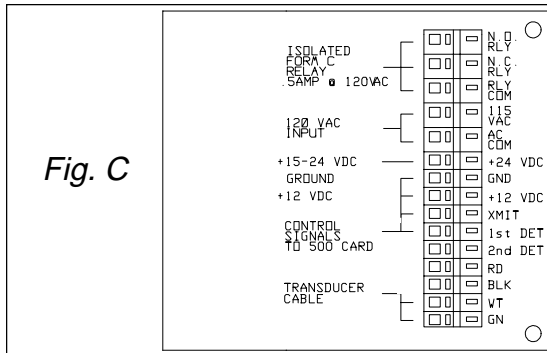 Fig. C
ISOLATED
FORM C
RELAY
.5AMP @ 120VAC
120 VAC
INPUT
+15-24 VDC
GROUND
+12 VDC
CONTROL
SIGNALS
TO 500 CARD
TRANSDUCER
CABLE
N.O.
RLY
N.C.
RLY
RLY
COM
115
VAC
AC
COM
+24 VDC
GND
+12 VDC
XMIT
1st DET
2nd DET
RD
BLK
WT
GN